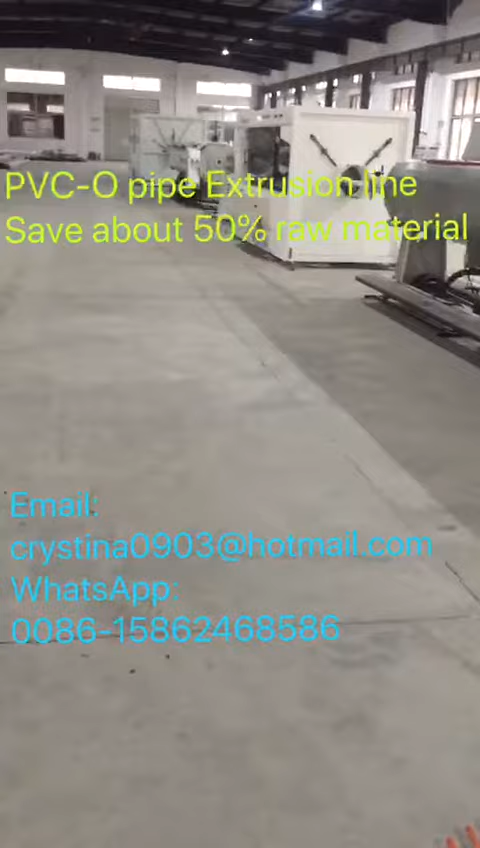 PVC-O pipe Extrusion line
Save about 50% raw material
Email:
crystina0903@hotmail.com
WhatsApp:
0086-15862468586